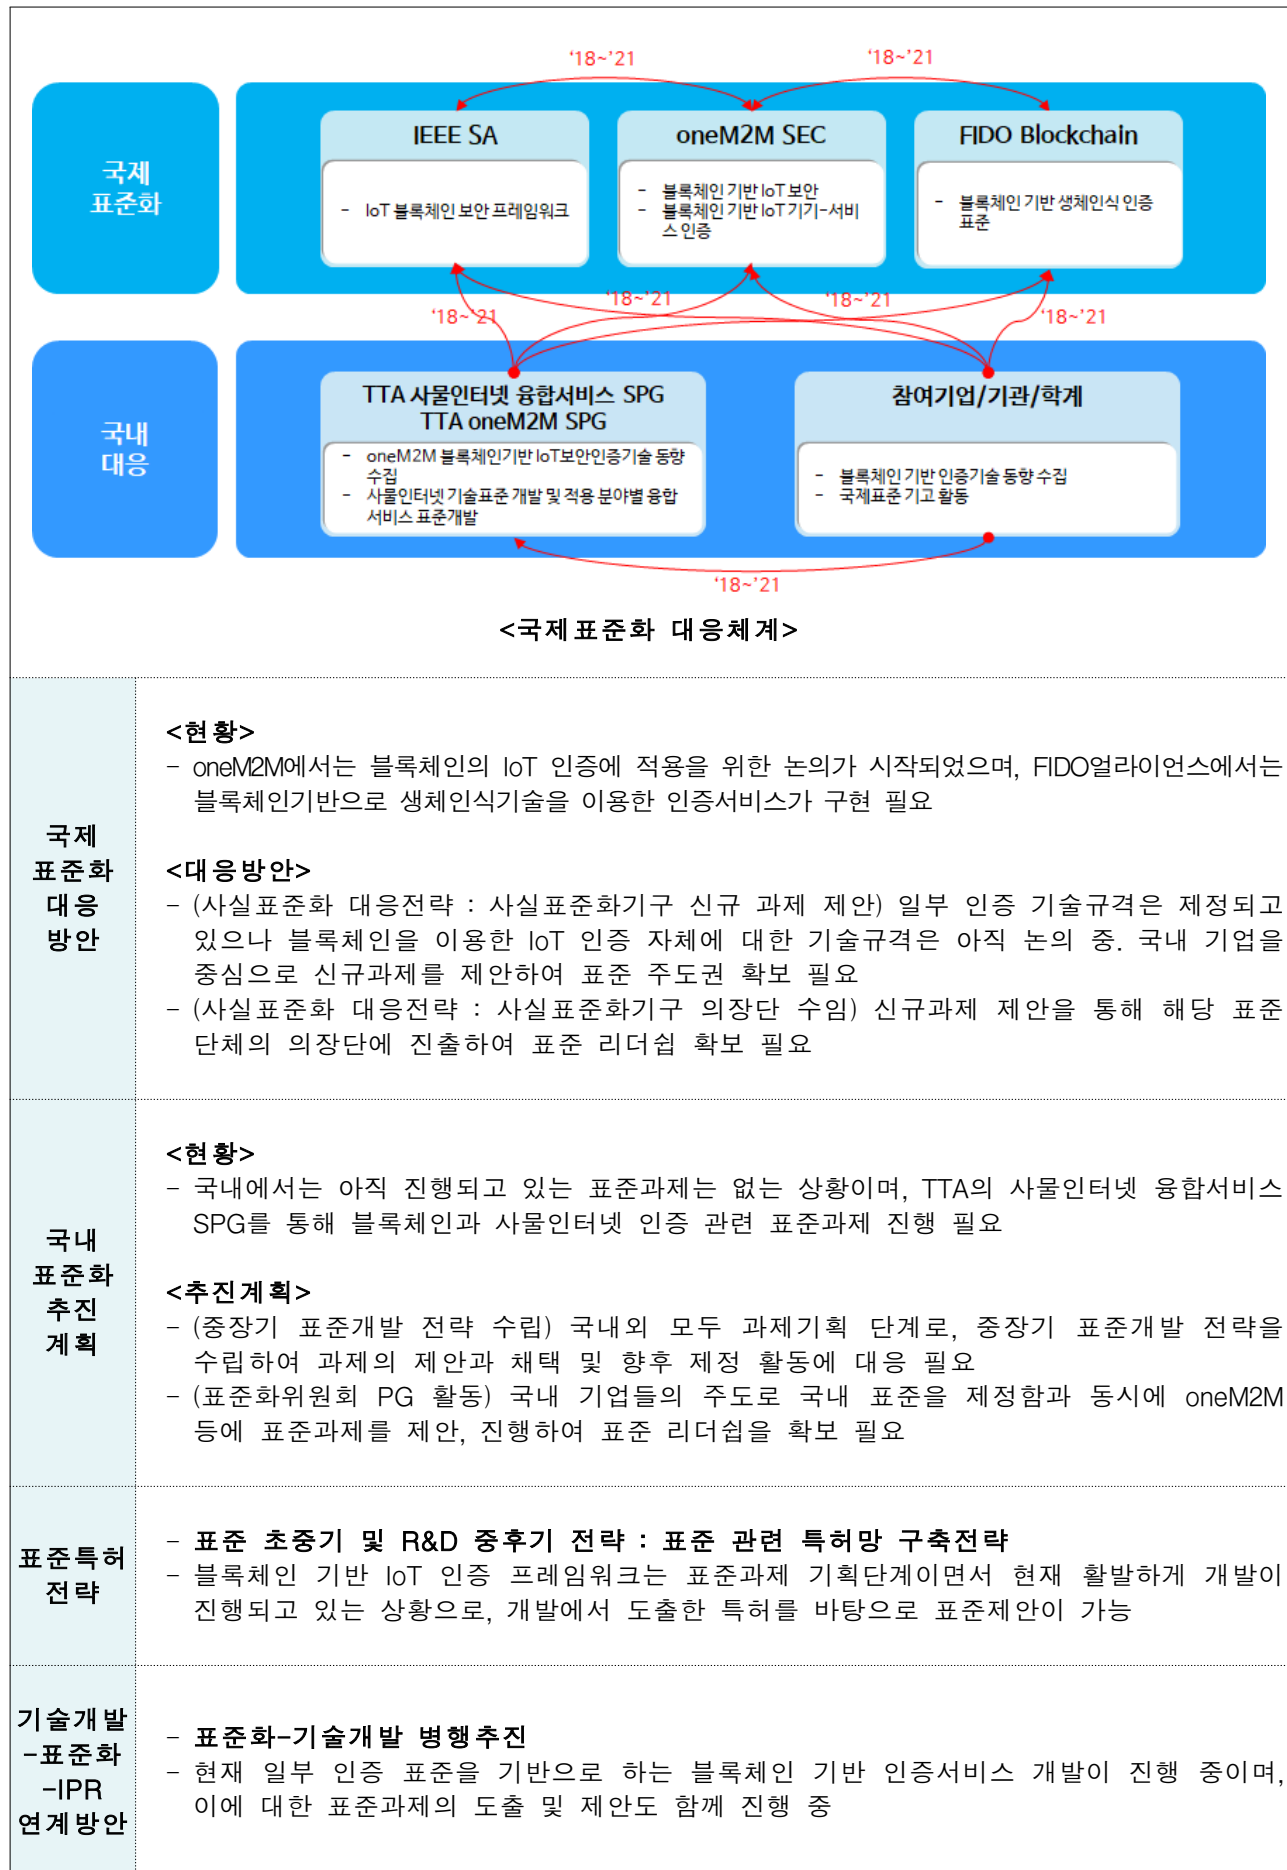 '18~'21
'18~'21
국제
표준화
IEEE SA
- IoT 블록체인 보안 프레임워크
oneM2M SEC
- 블록체인 기반 IoT 보안
- 블록체인 기반 IoT 기기-서비
스 인증
FIDO Blockchain
- 블록체인 기반 생체인식 인증
표준
'18~'21
'18~'21
'18~'21
'18~'21
국내
대응
TTA 사물인터넷 융합서비스 SPG
TTA oneM2M SPG
- oneM2M 블록체인기반 IoT보안인증기술 동향
수집
- 사물인터넷 기술표준 개발 및 적용 분야별 융합
서비스 표준개발
참여기업/기관/학계
- 블록체인 기반 인증기술 동향 수집
- 국제표준 기고 활동
'18~'21
<국제표준화 대응체계>
국제
표준화
대응
방안
<현황>
- oneM2M에서는 블록체인의 IoT 인증에 적용을 위한 논의가 시작되었으며, FIDO얼라이언스에서는
블록체인기반으로 생체인식기술을 이용한 인증서비스가 구현 필요
<대응방안>
- (사실표준화 대응전략 : 사실표준화기구 신규 과제 제안) 일부 인증 기술규격은 제정되고
있으나 블록체인을 이용한 IoT 인증 자체에 대한 기술규격은 아직 논의 중. 국내 기업을
중심으로 신규과제를 제안하여 표준 주도권 확보 필요
- (사실표준화 대응전략 : 사실표준화기구 의장단 수임) 신규과제 제안을 통해 해당 표준
단체의 의장단에 진출하여 표준 리더쉽 확보 필요
국내
표준화
추진
계획
<현황>
- 국내에서는 아직 진행되고 있는 표준과제는 없는 상황이며, TTA의 사물인터넷 융합서비스
SPG를 통해 블록체인과 사물인터넷 인증 관련 표준과제 진행 필요
<추진계획>
- (중장기 표준개발 전략 수립) 국내외 모두 과제기획 단계로, 중장기 표준개발 전략을
수립하여 과제의 제안과 채택 및 향후 제정 활동에 대응 필요
- (표준화위원회 PG 활동) 국내 기업들의 주도로 국내 표준을 제정함과 동시에 oneM2M
등에 표준과제를 제안, 진행하여 표준 리더쉽을 확보 필요
표준특허
전략
- 표준 초중기 및 R&D 중후기 전략 : 표준 관련 특허망 구축전략
- 블록체인 기반 IoT 인증 프레임워크는 표준과제 기획단계이면서 현재 활발하게 개발이
진행되고 있는 상황으로, 개발에서 도출한 특허를 바탕으로 표준제안이 가능
기술개발
-표준화
-IPR
연계방안
- 표준화-기술개발 병행추진
- 현재 일부 인증 표준을 기반으로 하는 블록체인 기반 인증서비스 개발이 진행 중이며,
이에 대한 표준과제의 도출 및 제안도 함께 진행 중